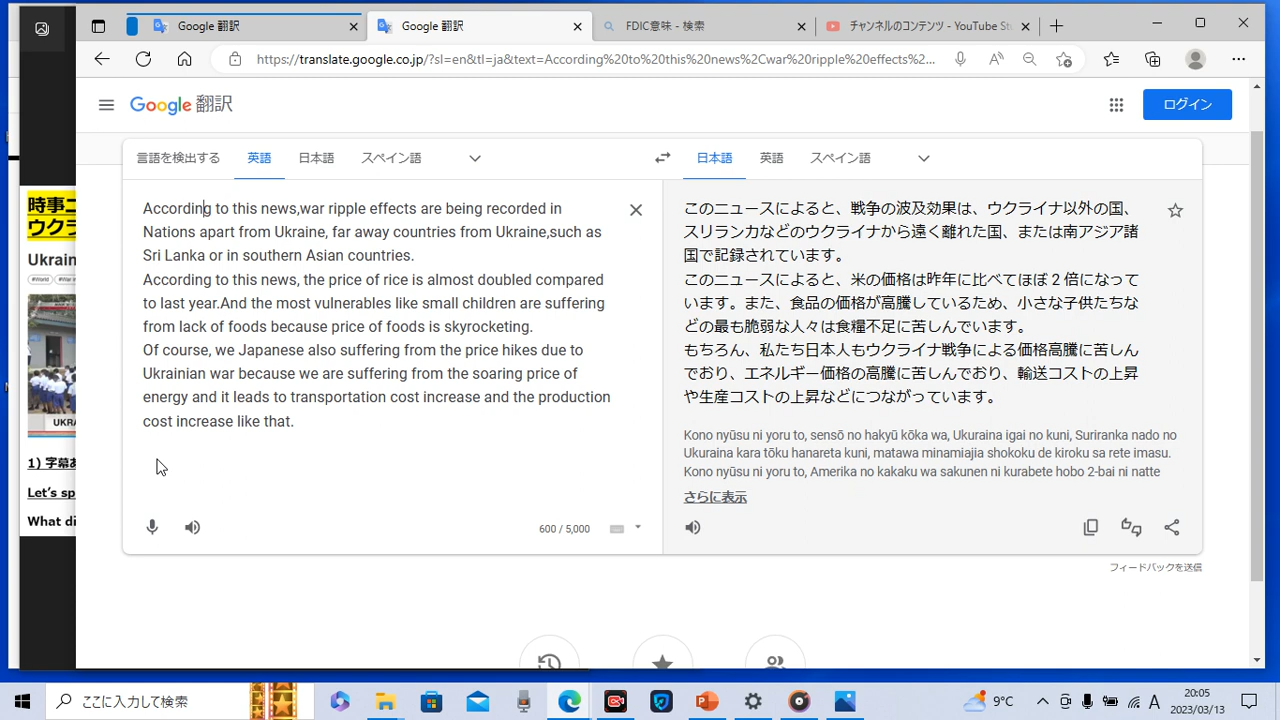 Google 翻訳
Google 翻訳
FDIC意味 - 検索
チャンネルのコンテンツ - YouTube St
https://translate.google.co.jp/?sl=en&tl=ja&text=According%20to%20this%20news%2Cwar%20ripple%20effects%2...
Google 翻訳
ログイン
言語を検出する
英語
日本語
スペイン語
日本語
英語
スペイン語
According to this news,war ripple effects are being recorded in
Nations apart from Ukraine, far away countries from Ukraine,such as
Sri Lanka or in southern Asian countries.
According to this news, the price of rice is almost doubled compared
to last year.And the most vulnerables like small chidren are suffering
from lack of foods because price of foods is skyrocketing.
Of course, we Japanese also suffering from the price hikes due to
Ukrainian war because we are suffering from the soaring price of
energy and it leads to transportation cost increase and the production
cost increase like that.
600 / 5,000
このニュースによると、戦争の波及効果は、ウクライナ以外の国、
スリランカなどのウクライナから遠く離れた国、または南アジア諸
国で記録されています。
このニュースによると、米の価格は昨年に比べてほぼ 2 倍になって
います。また、食品の価格が高騰しているため、小さな子供たちな
どの最も脆弱な人々は食糧不足に苦しんでいます。
もちろん、私たち日本人もウクライナ戦争による価格高騰に苦しん
でおり、エネルギー価格の高騰に苦しんでおり、輸送コストの上昇
や生産コストの上昇などにつながっています。
Kono nyūsu ni yoru to, sensō no hakyū kōka wa, Ukuraina igai no kuni, Suriranka nado no
Ukuraina kara tōku hanareta kuni, matawa minamiajia shokoku de kiroku sa rete imasu.
Kono nyūsu ni yoru to, Amerika no kakaku wa sakunen ni kurabete hobo 2-bai ni natte
さらに表示
フィードバックを送信
時事ニ
ウクラ
Ukrain
#World
UKRA
1) 字幕あ
Let's sp
What di
ここに入力して検索
9°C
A
20:05
2023/03/13